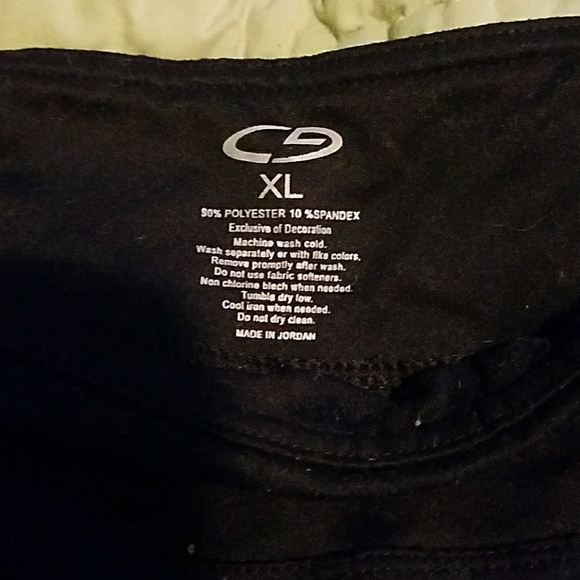 C9
XL
90% POLYESTER 10 %SPANDEX
Exclusive of Decoration
Machine wash cold.
Wash separately or with like colors.
Remove promptly after wash.
Do not use fabric softeners.
Non chlorine blech when needed.
Tumble dry low.
Cool iron when needed.
Do not dry clean.
MADE IN JORDAN